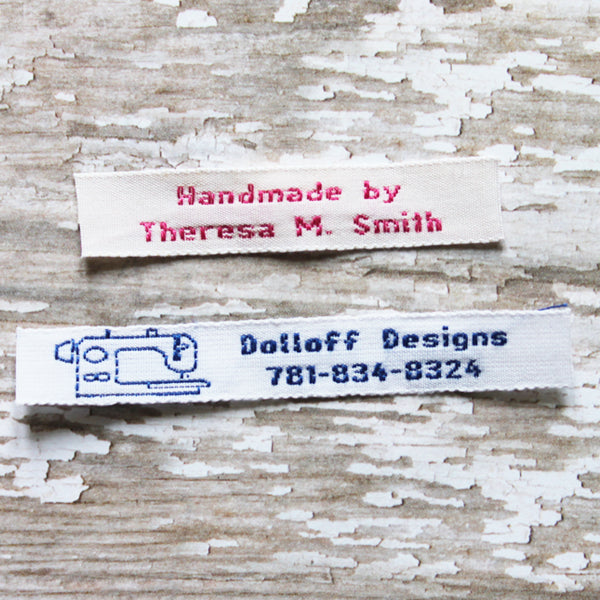 Handmade by
Theresa M. Smith
Dolloff Designs
781-834-8324